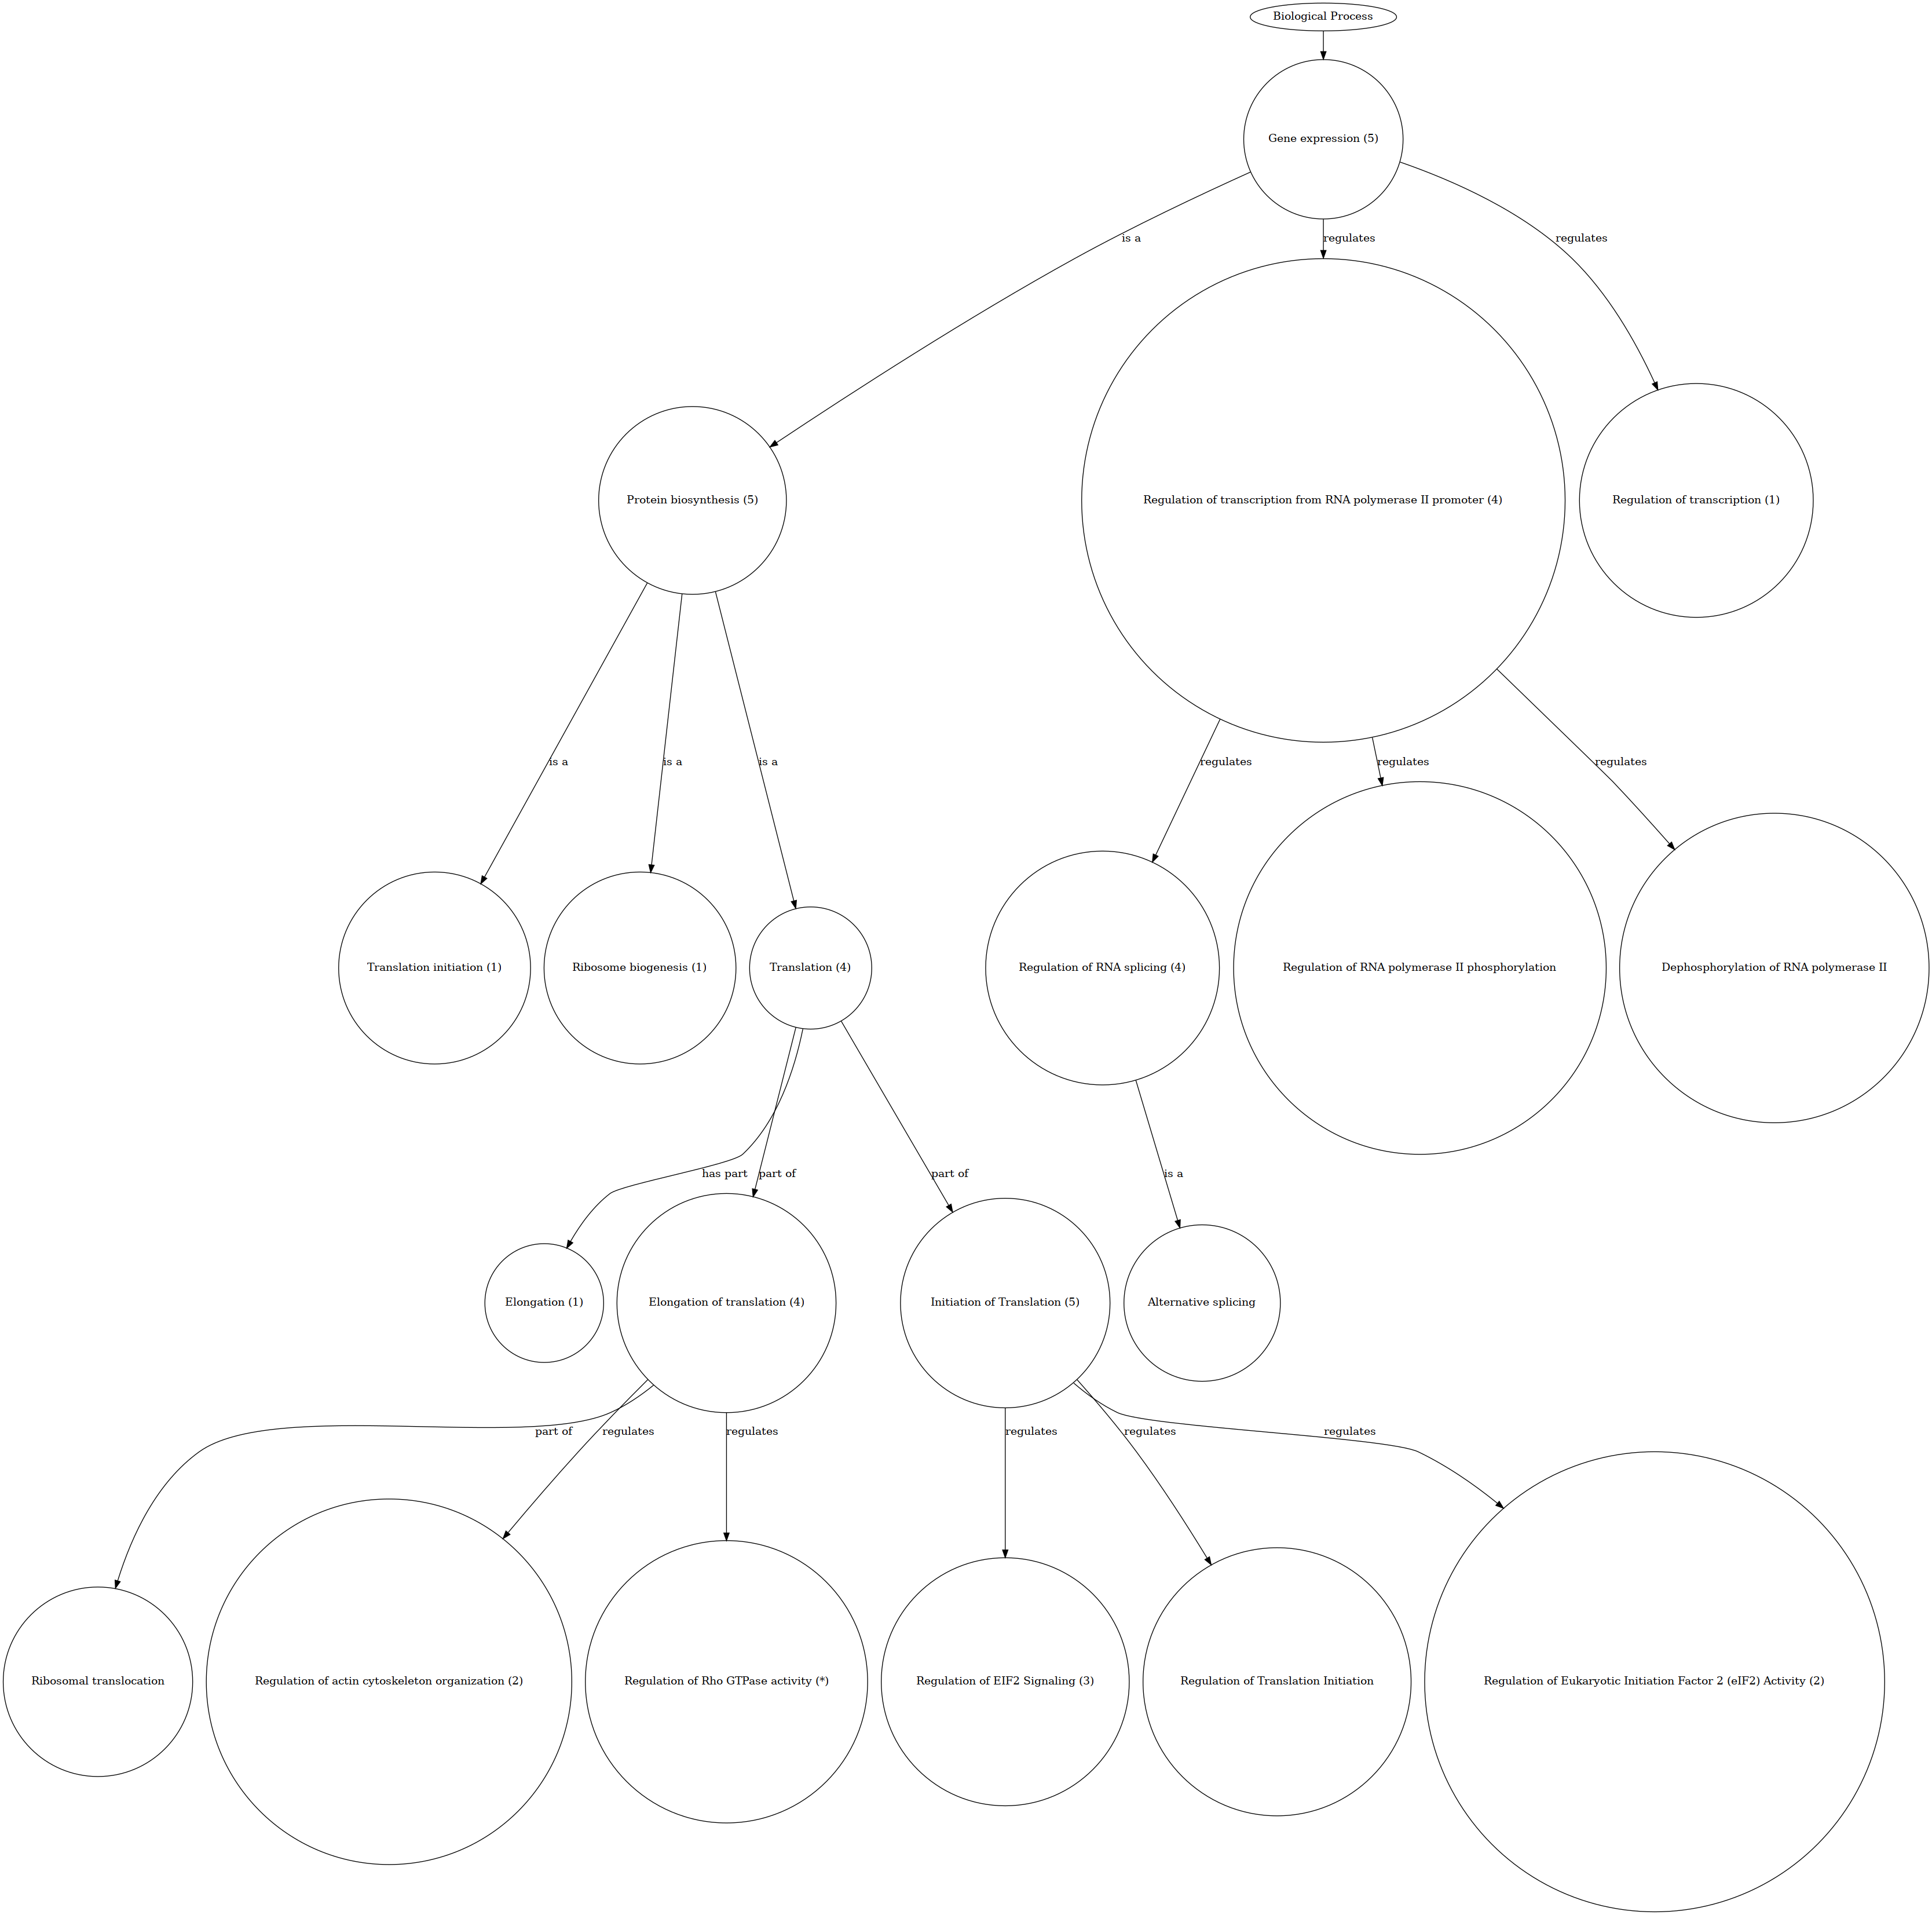 Biological Process
Gene expression (5)
is a
regulates
regulates
Protein biosynthesis (5)
Regulation of transcription from RNA polymerase II promoter (4)
Regulation of transcription (1)
is a
is a
is a
regulates
regulates
regulates
Translation initiation (1)
Ribosome biogenesis (1)
Translation (4)
Regulation of RNA splicing (4)
Regulation of RNA polymerase II phosphorylation
Dephosphorylation of RNA polymerase II
has part
part of
part of
is a
Elongation (1)
Elongation of translation (4)
Initiation of Translation (5)
Alternative splicing
part of
regulates
regulates
regulates
regulates
regulates
Ribosomal translocation
Regulation of actin cytoskeleton organization (2)
Regulation of Rho GTPase activity (*)
Regulation of EIF2 Signaling (3)
Regulation of Translation Initiation
Regulation of Eukaryotic Initiation Factor 2 (eIF2) Activity (2)